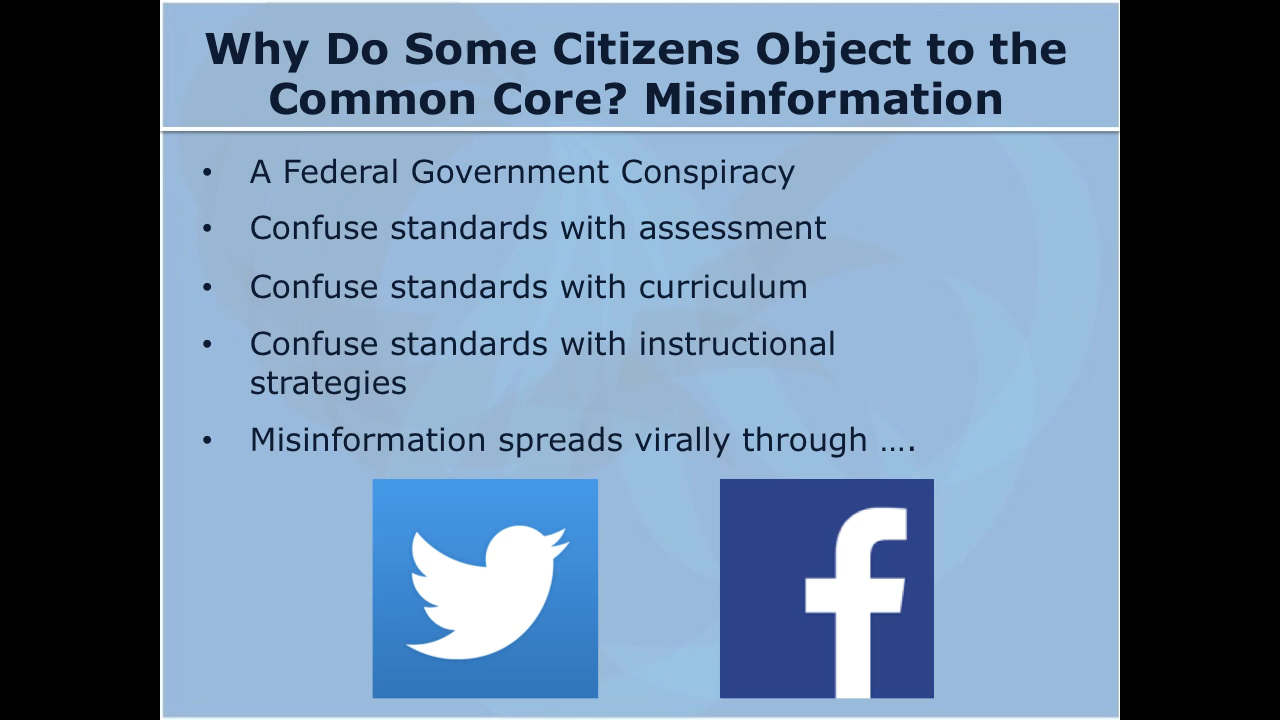 Why Do Some Citizens Object to the
Common Core? Misinformation
• A Federal Government Conspiracy
• Confuse standards with assessment
• Confuse standards with curriculum
• Confuse standards with instructional
strategies
• Misinformation spreads virally through ….
f